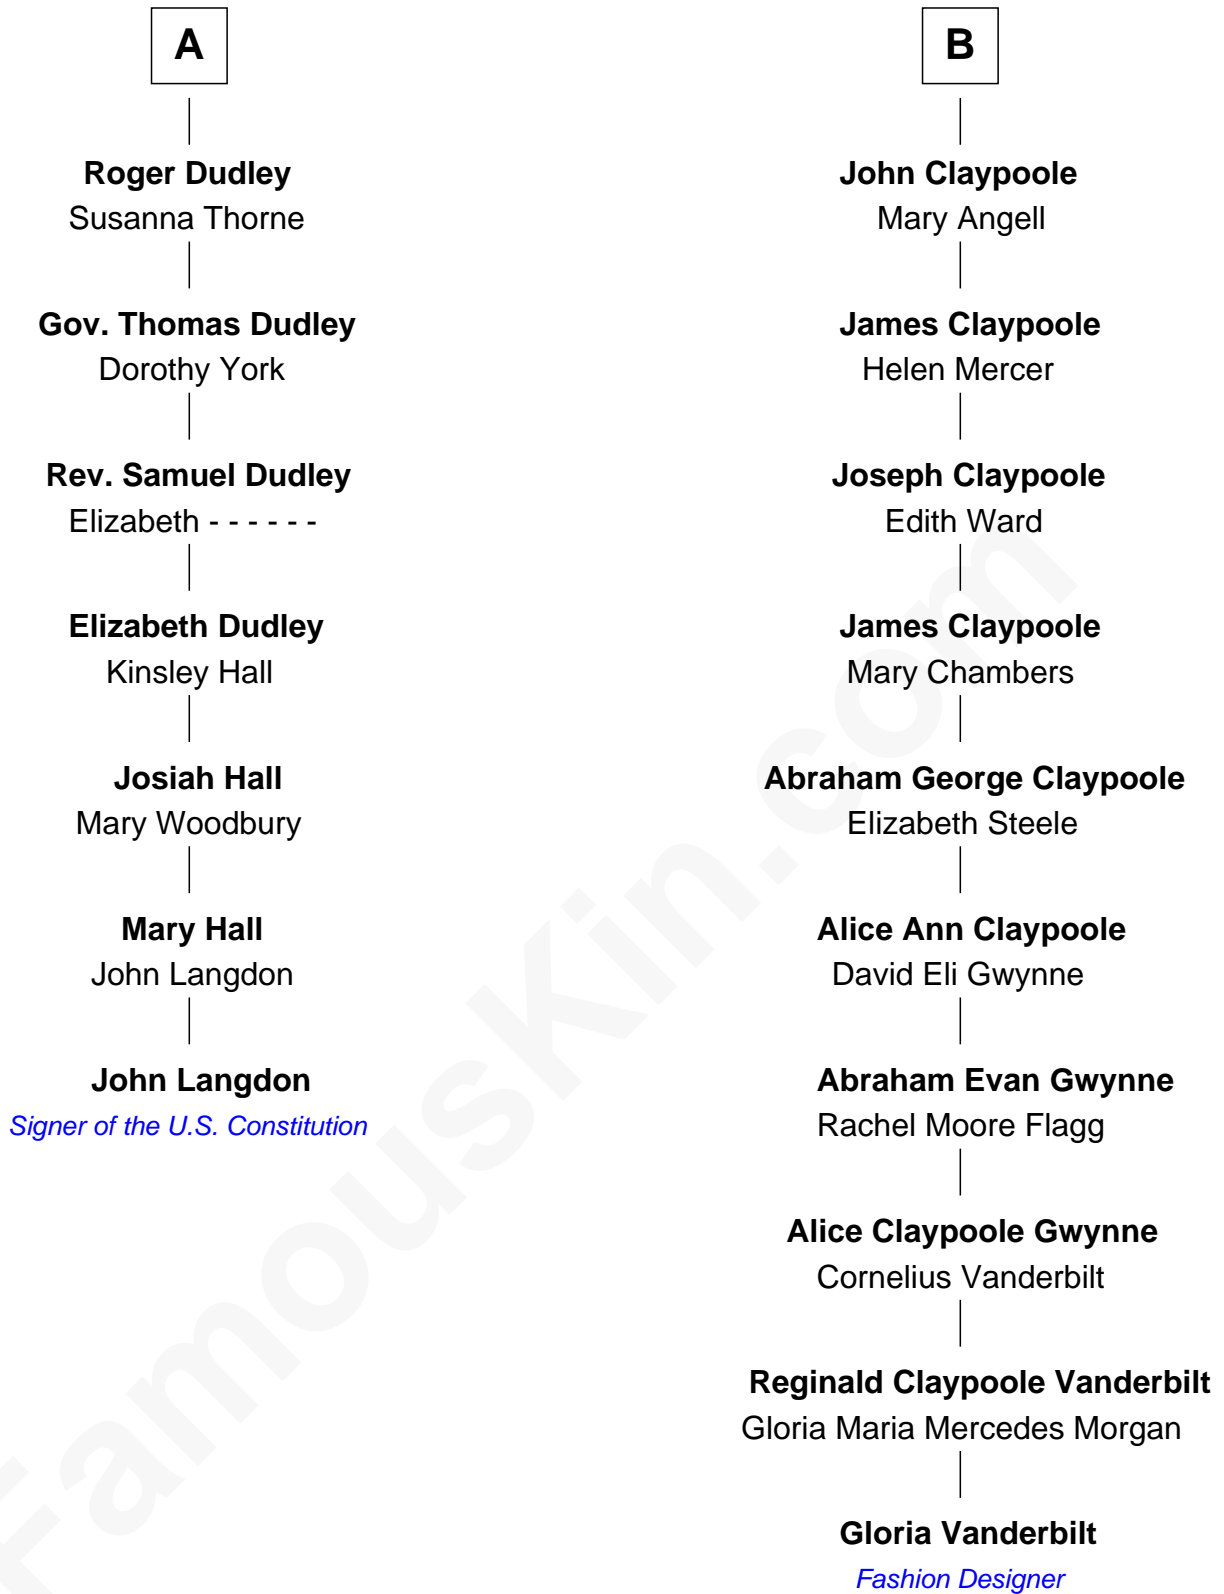 A
Roger Dudley
Susanna Thorne
Gov. Thomas Dudley
Dorothy York
Rev. Samuel Dudley
Elizabeth - - - - - -
Elizabeth Dudley
Kinsley Hall
Josiah Hall
Mary Woodbury
Mary Hall
John Langdon
John Langdon
Signer of the U.S. Constitution
B
John Claypoole
Mary Angell
James Claypoole
Helen Mercer
Joseph Claypoole
Edith Ward
James Claypoole
Mary Chambers
Abraham George Claypoole
Elizabeth Steele
Alice Ann Claypoole
David Eli Gwynne
Abraham Evan Gwynne
Rachel Moore Flagg
Alice Claypoole Gwynne
Cornelius Vanderbilt
Reginald Claypoole Vanderbilt
Gloria Maria Mercedes Morgan
Gloria Vanderbilt
Fashion Designer
FamousKin.com